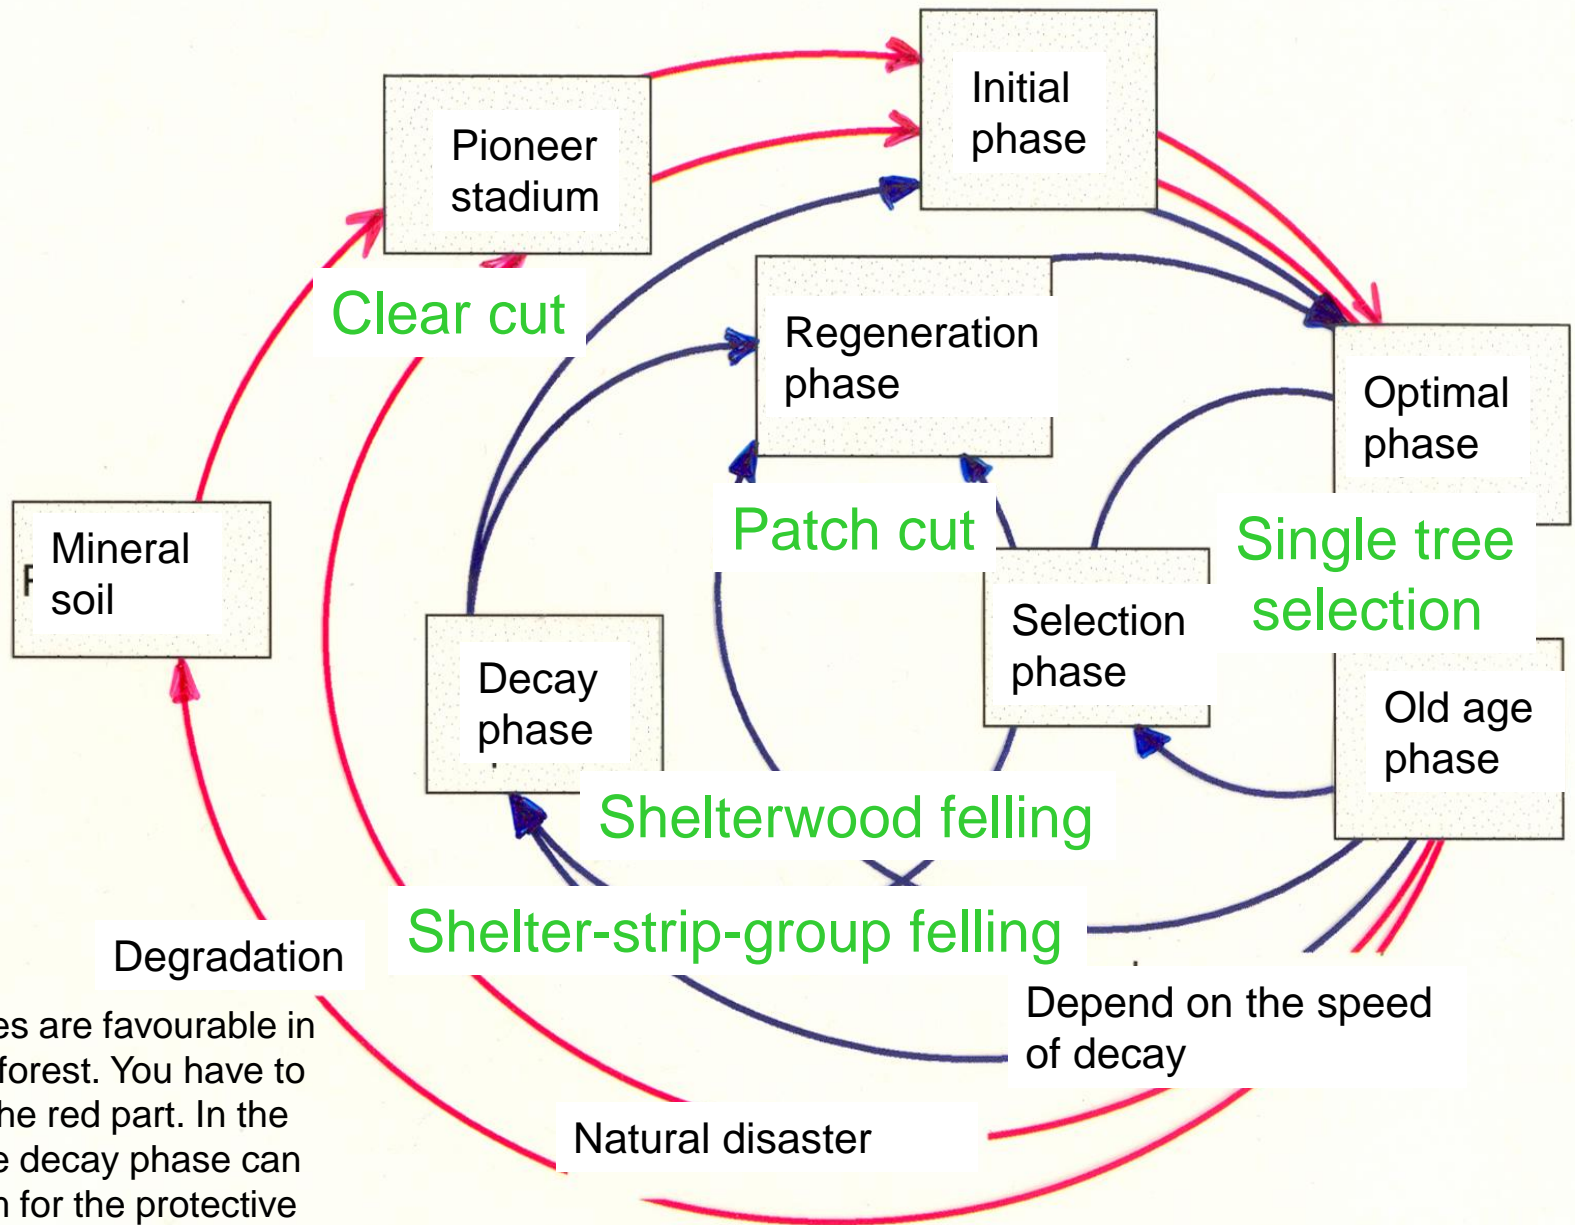 Initial
phase
Pioneer
stadium
Clear cut
Regeneration
phase
Optimal
phase
Patch cut
Single tree
selection
Mineral
soil
Selection
phase
Decay
phase
Old age
phase
Shelterwood felling
Shelter-strip-group felling
Degradation
Depend on the speed
of decay
es are favourable in
forest. You have to
he red part. In the
e decay phase can
n for the protective
Natural disaster